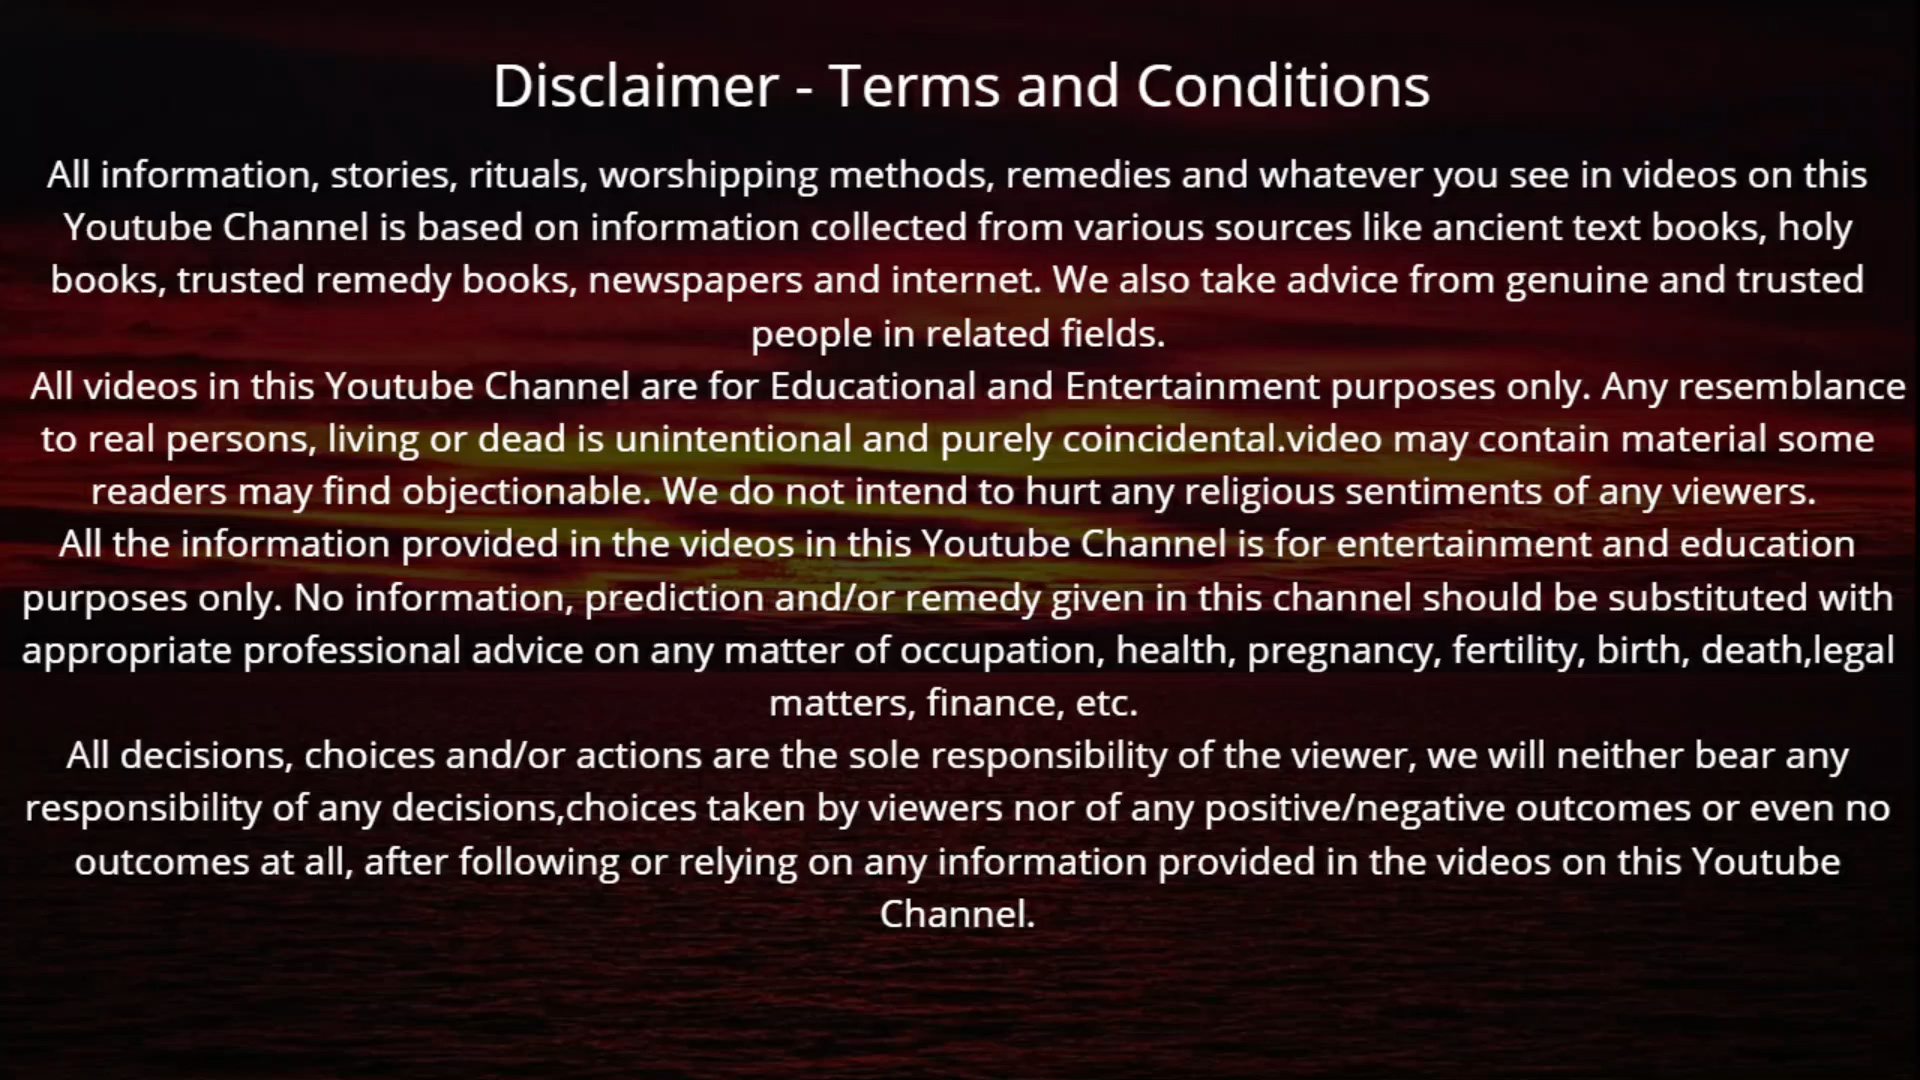 Disclaimer - Terms and Conditions
All information, stories, rituals, worshipping methods, remedies and whatever you see in videos on this
Youtube Channel is based on information collected from various sources like ancient text books, holy
books, trusted remedy books, newspapers and internet. We also take advice from genuine and trusted
people in related fields.
All videos in this Youtube Channel are for Educational and Entertainment purposes only. Any resemblance
to real persons, living or dead is unintentional and purely coincidental.video may contain material some
readers may find objectionable. We do not intend to hurt any religious sentiments of any viewers.
All the information provided in the videos in this Youtube Channel is for entertainment and education
purposes only. No information, prediction and/or remedy given in this channel should be substituted with
appropriate professional advice on any matter of occupation, health, pregnancy, fertility, birth, death,legal
matters, finance, etc.
All decisions, choices and/or actions are the sole responsibility of the viewer, we will neither bear any
responsibility of any decisions,choices taken by viewers nor of any positive/negative outcomes or even no
outcomes at all, after following or relying on any information provided in the videos on this Youtube
Channel.